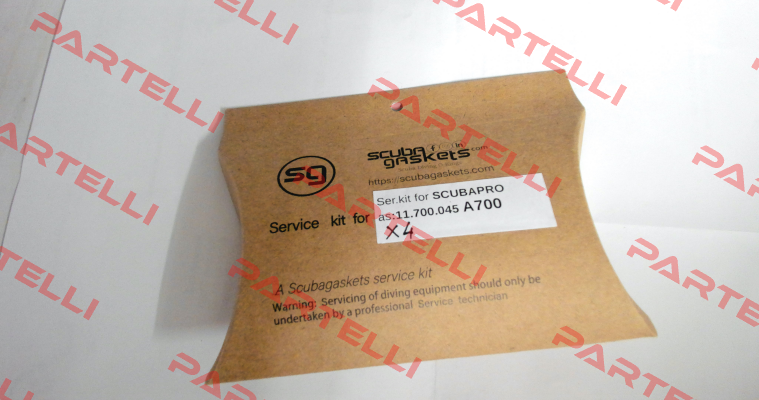 sg
scuba
gaskets.com
https://scubagaskets.com
Service kit for
Ser.kit for SCUBAPRO
as:11.700.045 A700
X4
A Scubagaskets service kit
Warning: Servicing of diving equipment should only be
undertaken by a professional Service technician
PARTELLI
PARTELLI
PARTELLI
PARTELLI
PARTELLI
PARTELLI
PARTELLI
PARTELLI